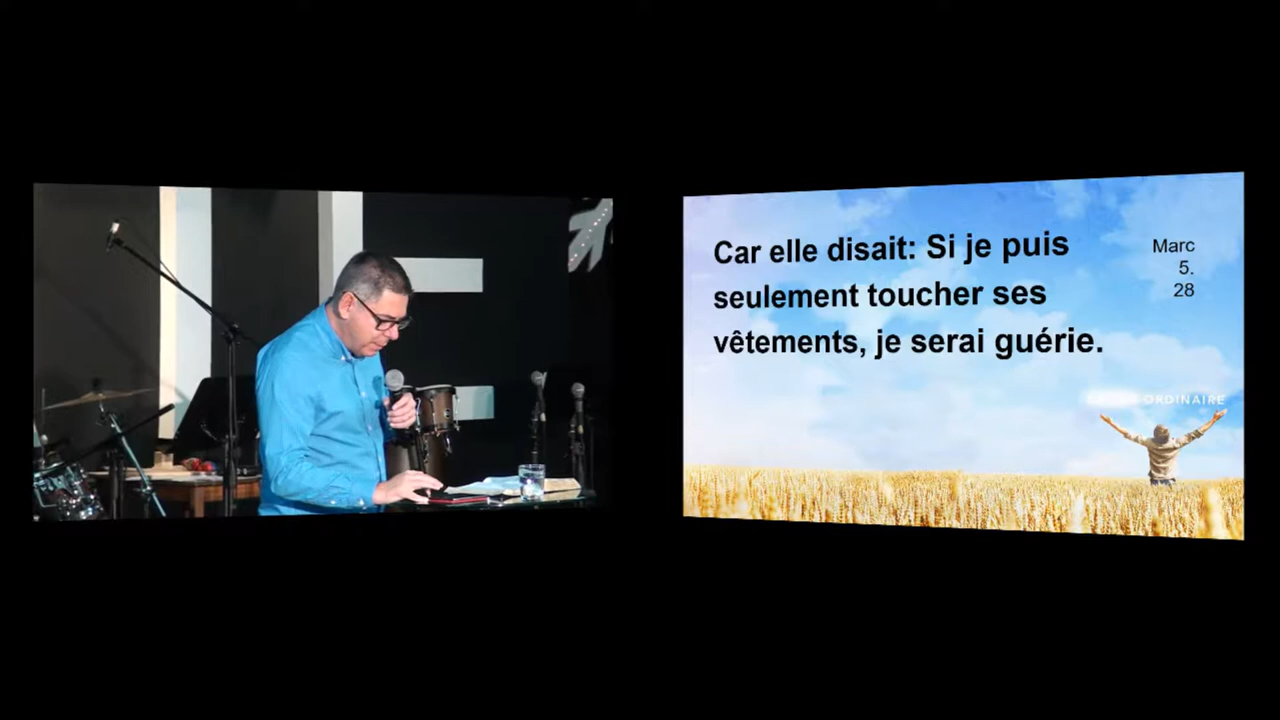 Car elle disait: Si je puis
seulement toucher ses
vêtements, je serai guérie.
Marc
5.
28
ORDINAIRE